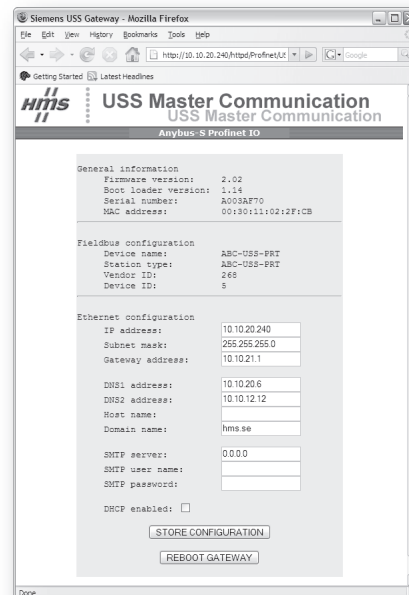 Siemens USS Gateway - Mozilla Firefox
File Edit View History Bookmarks Tools Help
http://10.10.20.240/httpd/Profinet/US Google
Getting Started Latest Headlines
HMS USS Master Communication
USS Master Communication
Anybus-S Profinet IO
General information
Firmware version: 2.02
Boot loader version: 1.14
Serial number: A003AF70
MAC address: 00:30:11:02:2F:CB
Fieldbus configuration
Device name: ABC-USS-PRT
Station type: ABC-USS-PRT
Vendor ID: 268
Device ID: 5
Ethernet configuration
IP address: 10.10.20.240
Subnet mask: 255.255.255.0
Gateway address: 10.10.21.1
DNS1 address: 10.10.20.6
DNS2 address: 10.10.12.12
Host name:
Domain name: hms.se
SMTP server: 0.0.0.0
SMTP user name:
SMTP password:
DHCP enabled:
STORE CONFIGURATION
REBOOT GATEWAY
Done